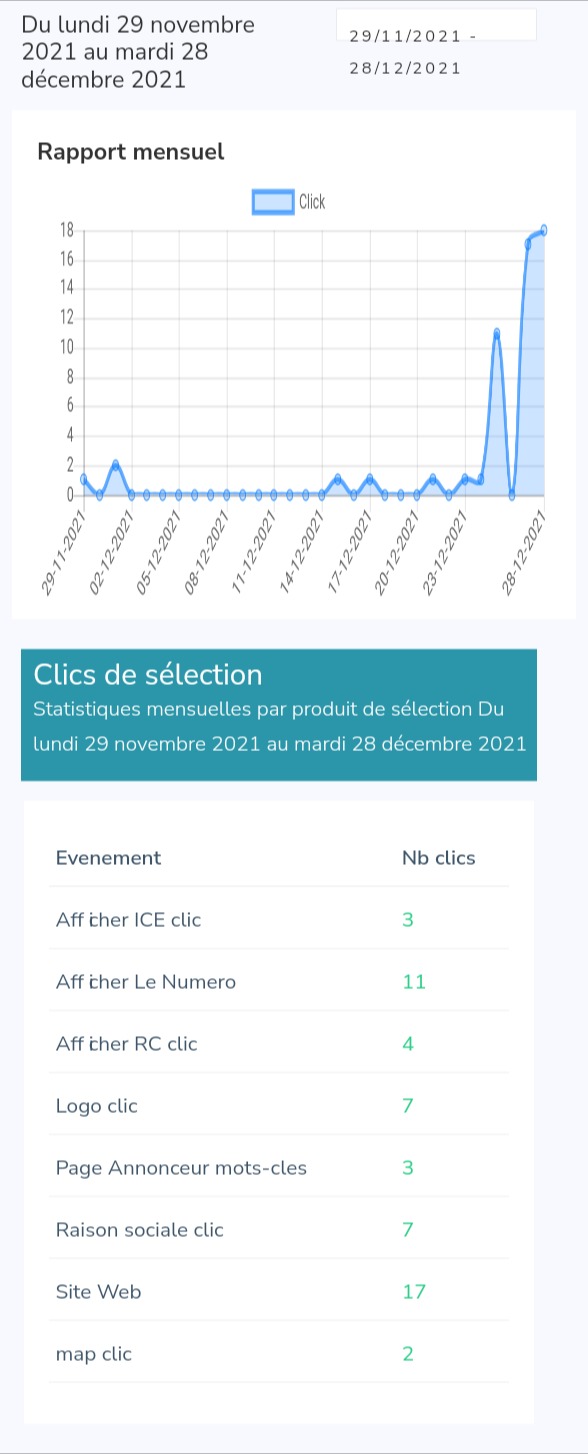 Du lundi 29 novembre
2021 au mardi 28
décembre 2021
29/11/2021 -
28/12/2021
Rapport mensuel
Click
18
16
14
12
10
8
6
4
2
0
29-11-2021
02-12-2021
05-12-2021
08-12-2021
11-12-2021
14-12-2021
17-12-2021
20-12-2021
23-12-2021
28-12-2021
Clics de sélection
Statistiques mensuelles par produit de sélection Du
lundi 29 novembre 2021 au mardi 28 décembre 2021
Evenement Nb clics
Afficher ICE clic 3
Afficher Le Numero 11
Afficher RC clic 4
Logo clic 7
Page Annonceur mots-cles 3
Raison sociale clic 7
Site Web 17
map clic 2